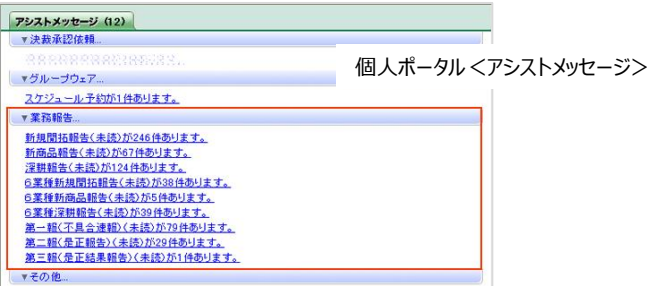 アシストメッセージ (12)
▼決裁承認依頼...
個人ポータル<アシストメッセージ>
▼グループウェア...
スケジュール予約が1件あります。
▼業務報告...
新規開拓報告(未読)が246件あります。
新商品報告(未読)が67件あります。
深耕報告(未読)が124件あります。
6業種新規開拓報告(未読)が38件あります。
6業種新商品報告(未読)が5件あります。
6業種深耕報告(未読)が39件あります。
第一報(不具合速報)(未読)が79件あります。
第二報(是正報告)(未読)が29件あります。
第三報(是正結果報告)(未読)が1件あります。
▼その他...